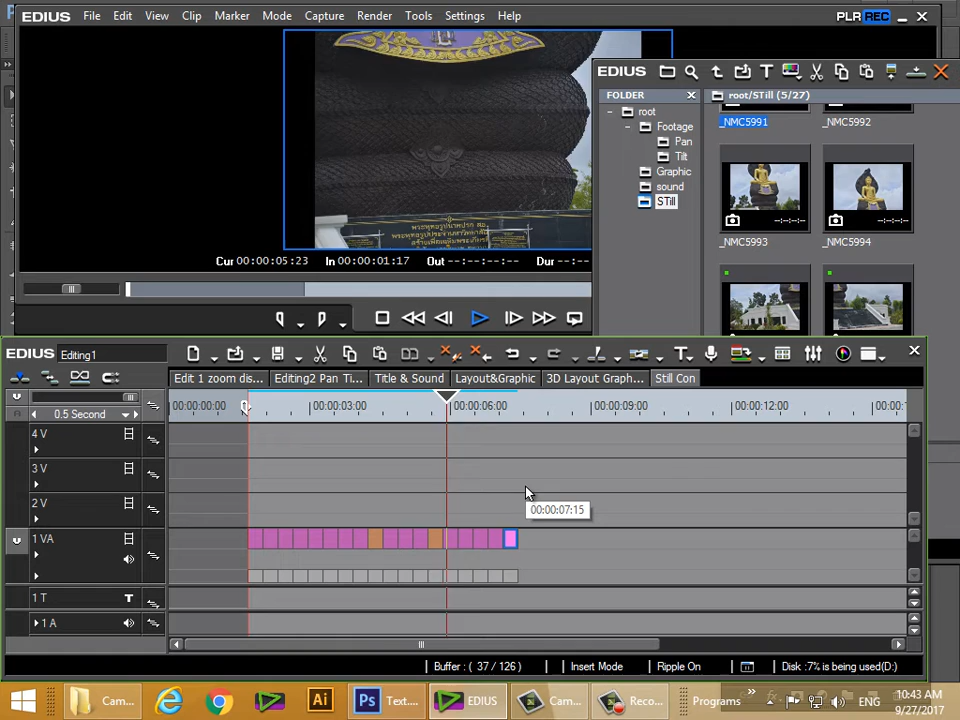 EDIUS File Edit View Clip Marker Mode Capture Render Tools Settings Help PLR REC
EDIUS
FOLDER
root/STill (5/27)
root
Footage
Pan
Tilt
Graphic
sound
STill
_NMC5991 _NMC5992
--:--:--:-- --:--:--:--
_NMC5993 _NMC5994
Cur 00:00:05:23 In 00:00:01:17 Out --:--:--:-- Dur --:--
EDIUS Editing1
Edit 1 zoom dis... Editing2 Pan Ti... Title & Sound Layout&Graphic 3D Layout Graph... Still Con
0.5 Second
00:00:00:00 00:00:03:00 00:00:06:00 00:00:09:00 00:00:12:00 00:00:1
4 V
3 V
2 V
00:00:07:15
1 VA
1 T
1 A
Buffer : ( 37 / 126 ) Insert Mode Ripple On Disk :7% is being used(D:)
Cam... Ai Ps Text... EDIUS Cam... Reco... Programs ENG
10:43 AM
9/27/2017